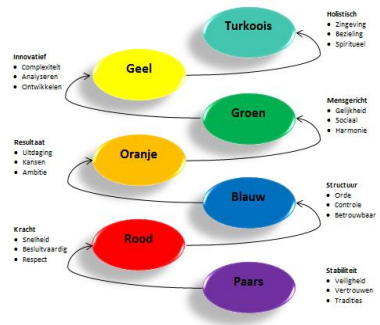 Turkoois
Holistisch
• Zingeving
• Bezieling
• Spiritueel
Innovatief
• Complexiteit
• Analyseren
• Ontwikkelen
Geel
Groen
Mensgericht
• Gelijkheid
• Sociaal
• Harmonie
Resultaat
• Uitdaging
• Kansen
• Ambitie
Oranje
Blauw
Structuur
• Orde
• Controle
• Betrouwbaar
Kracht
• Snelheid
• Besluitvaardig
• Respect
Rood
Paars
Stabiliteit
• Veiligheid
• Vertrouwen
• Tradities